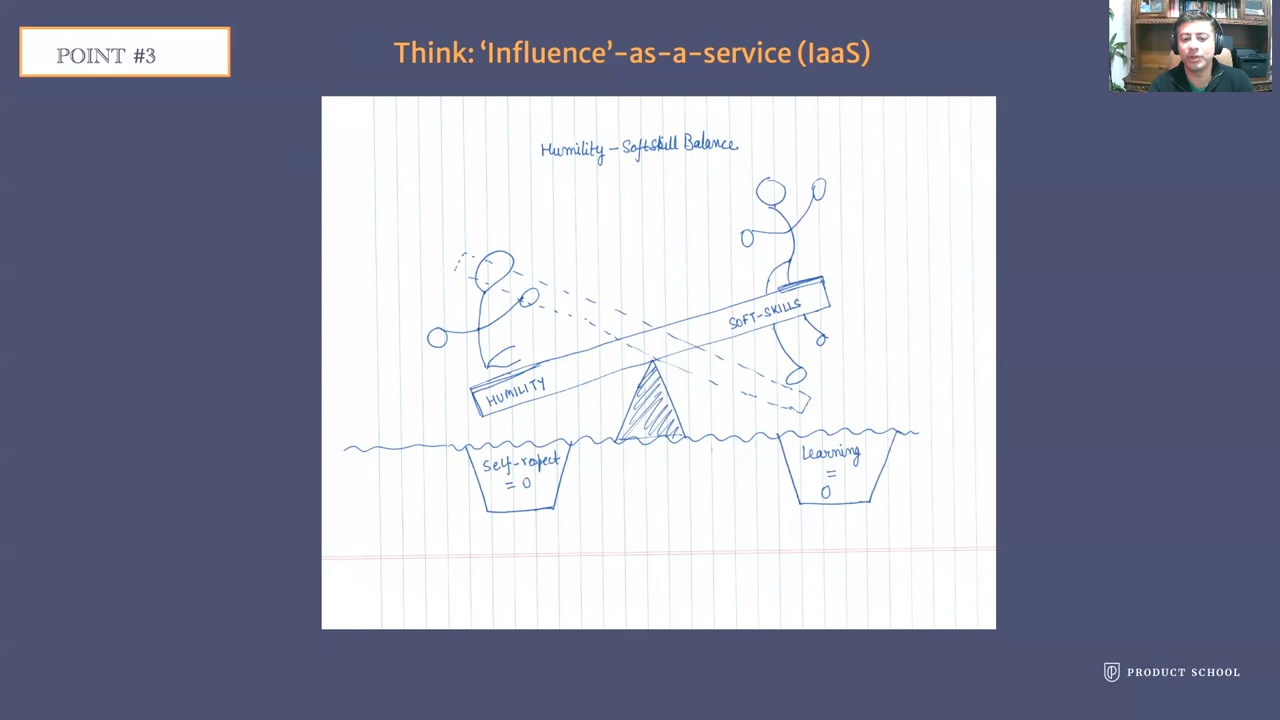 POINT #3
Think: ‘Influence’-as-a-service (IaaS)
Humility - Softskill Balance
SOFT-SKILLS
HUMILITY
Self-respect
= 0
Learning
=
0
PRODUCT SCHOOL